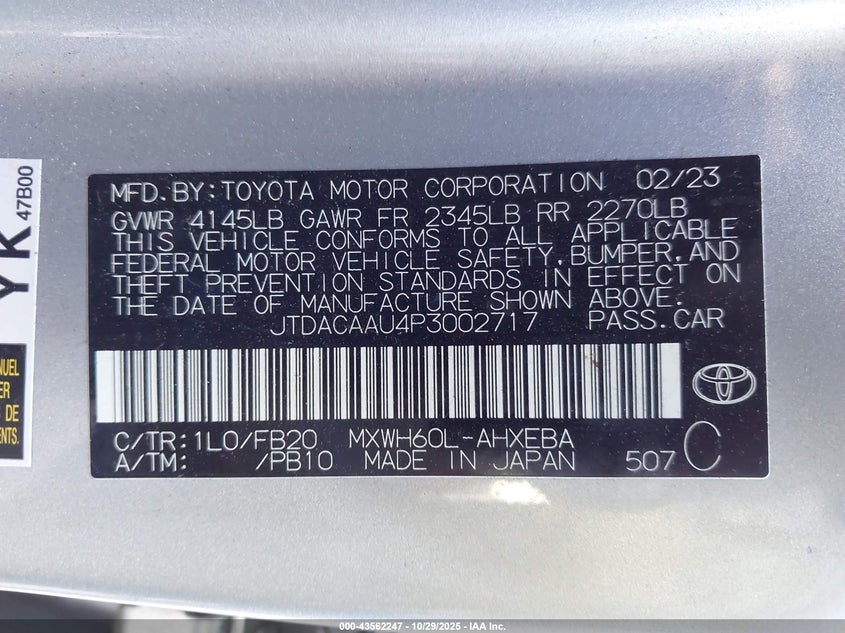 MFD.BY:TOYOTA MOTOR CORPORATION 02/23
GVWR 4145LB GAWR FR 2345LB RR 2270LB
THIS VEHICLE CONFORMS TO ALL APPLICABLE
FEDERAL MOTOR VEHICLE SAFETY,BUMPER,AND
THEFT PREVENTION STANDARDS IN EFFECT ON
THE DATE OF MANUFACTURE SHOWN ABOVE.
JTDACAAU4P3002717 PASS.CAR
C/TR:1L0/FB20 MXWH60L-AHXEBA
A/TM: /PB10 MADE IN JAPAN 507 C
YK
47B00
DE
000-43562247 - 10/29/2025 - IAA Inc.